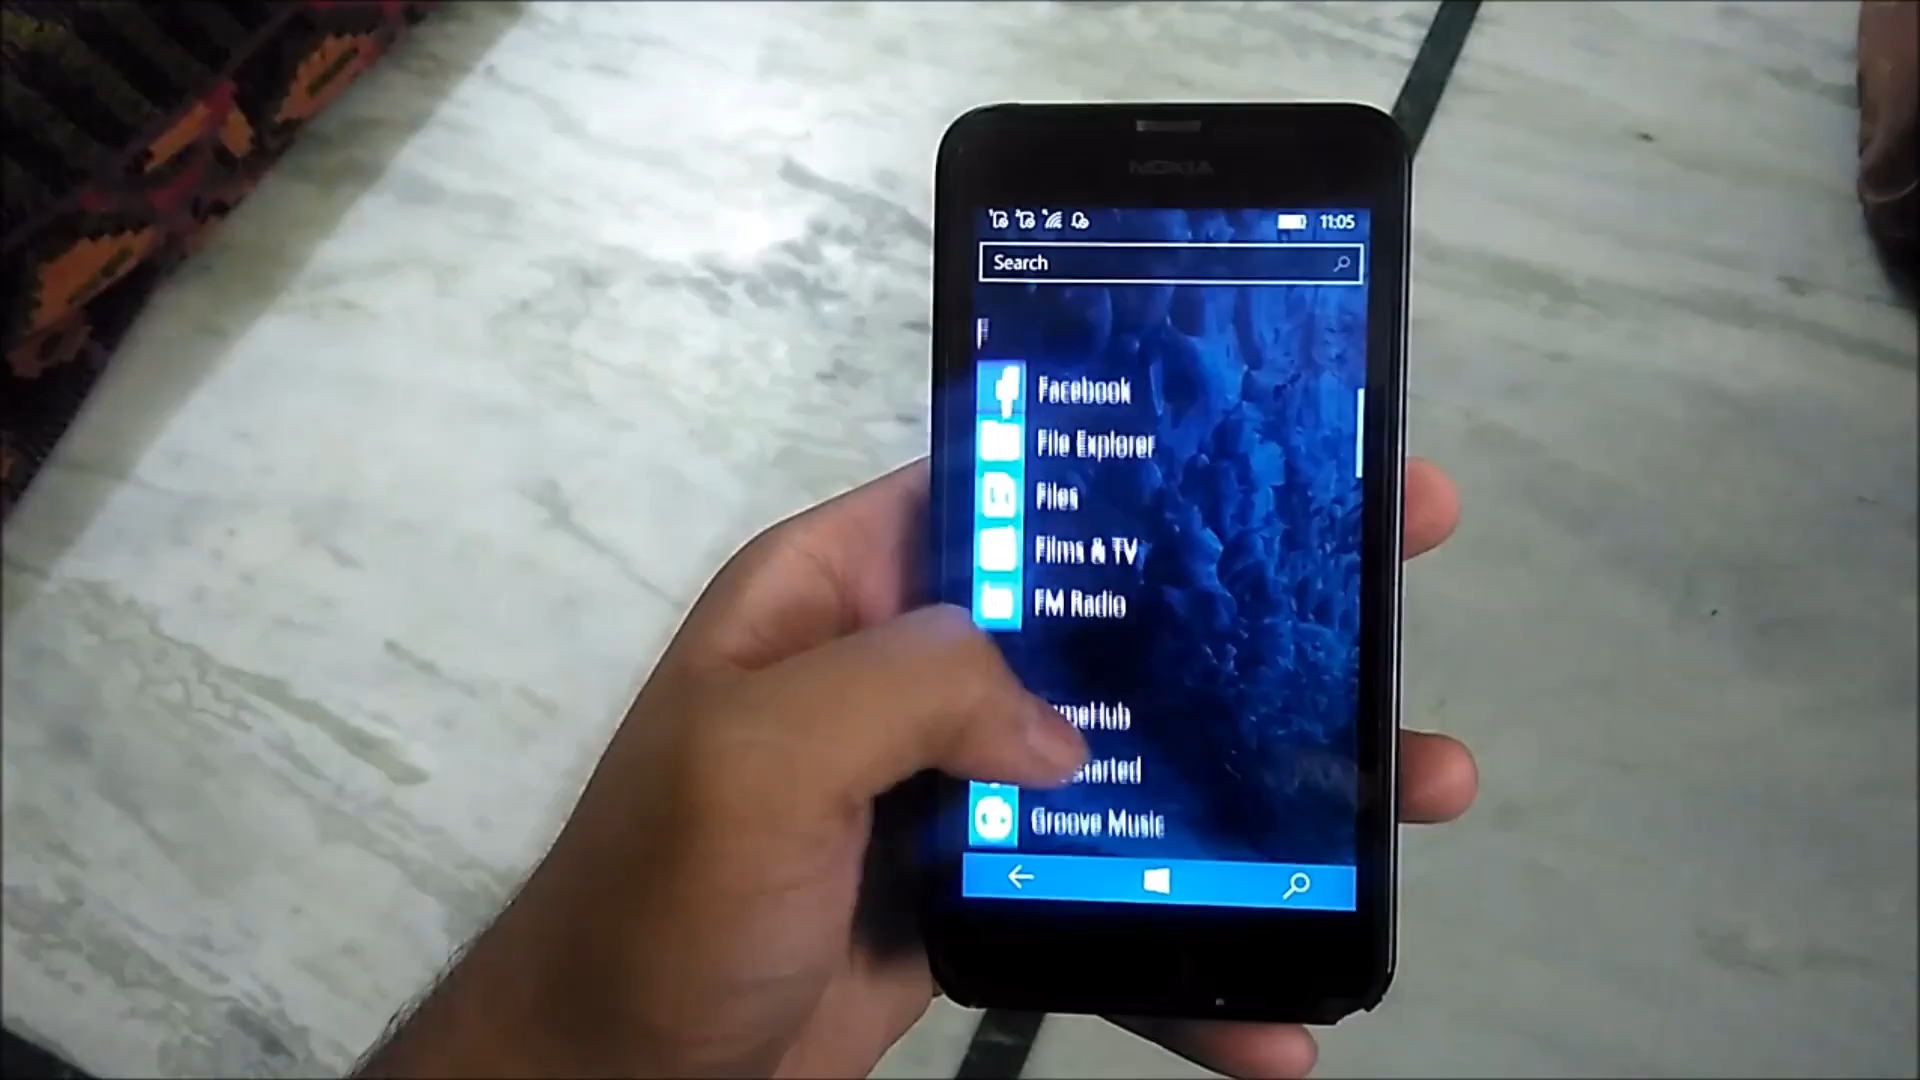 NOKIA
11:05
Search
F
Facebook
File Explorer
Files
Films & TV
FM Radio
Groove Music